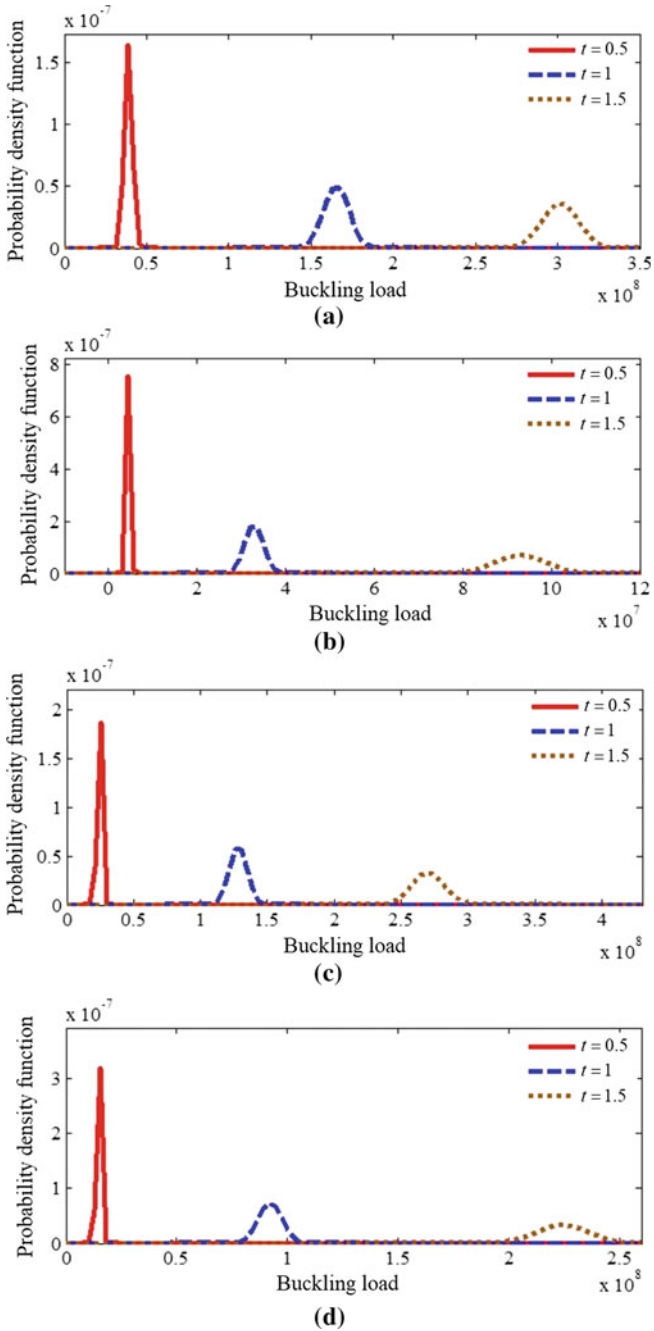 x 10-7
Probability density function
1.5
1
0.5
0
t = 0.5
t = 1
t = 1.5
0 0.5 1 1.5 2 2.5 3 3.5
Buckling load
x 10 8
(a)
x 10-7
Probability density function
8
6
4
2
0
t = 0.5
t = 1
t = 1.5
0 2 4 6 8 10 12
Buckling load
x 10 7
(b)
x 10-7
Probability density function
2
1.5
1
0.5
0
t = 0.5
t = 1
t = 1.5
0 0.5 1 1.5 2 2.5 3 3.5 4
Buckling load
x 10 8
(c)
x 10-7
Probability density function
3
2
1
0
t = 0.5
t = 1
t = 1.5
0 0.5 1 2 2.5
Buckling load
x 10 8
(d)